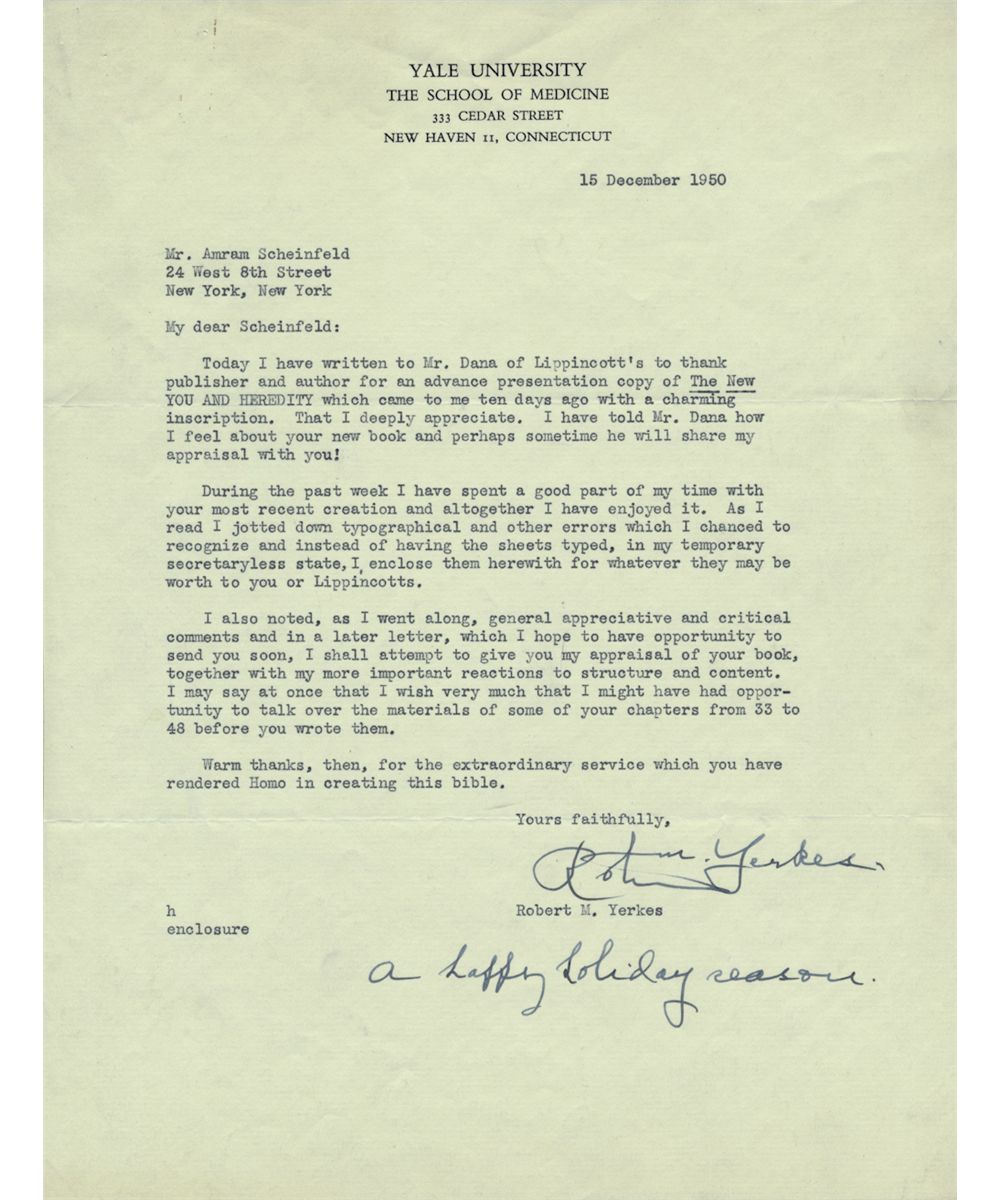 YALE UNIVERSITY
THE SCHOOL OF MEDICINE
333 CEDAR STREET
NEW HAVEN 11, CONNECTICUT
15 December 1950
Mr. Amram Scheinfeld
24 West 8th Street
New York, New York
My dear Scheinfeld:
Today I have written to Mr. Dana of Lippincott's to thank
publisher and author for an advance presentation copy of The New
YOU AND HEREDITY which came to me ten days ago with a charming
inscription. That I deeply appreciate. I have told Mr. Dana how
I feel about your new book and perhaps sometime he will share my
appraisal with you!
During the past week I have spent a good part of my time with
your most recent creation and altogether I have enjoyed it. As I
read I jotted down typographical and other errors which I chanced to
recognize and instead of having the sheets typed, in my temporary
secretaryless state, I enclose them herewith for whatever they may be
worth to you or Lippincotts.
I also noted, as I went along, general appreciative and critical
comments and in a later letter, which I hope to have opportunity to
send you soon, I shall attempt to give you my appraisal of your book,
together with my more important reactions to structure and content.
I may say at once that I wish very much that I might have had oppor-
tunity to talk over the materials of some of your chapters from 33 to
48 before you wrote them.
Warm thanks, then, for the extraordinary service which you have
rendered Homo in creating this bible.
Yours faithfully,
Robt m. Yerkes.
h
Robert M. Yerkes
enclosure
a happy holiday season.